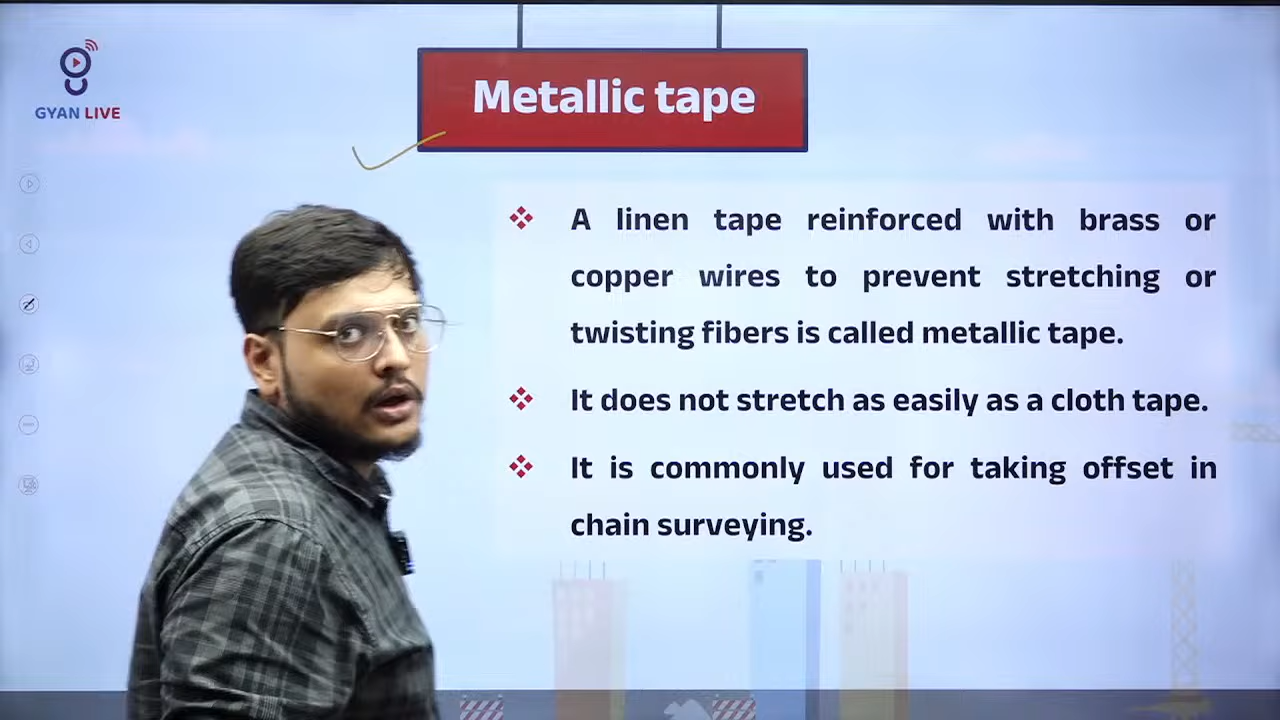 GYAN LIVE
Metallic tape
A linen tape reinforced with brass or
copper wires to prevent stretching or
twisting fibers is called metallic tape.
It does not stretch as easily as a cloth tape.
It is commonly used for taking offset in
chain surveying.